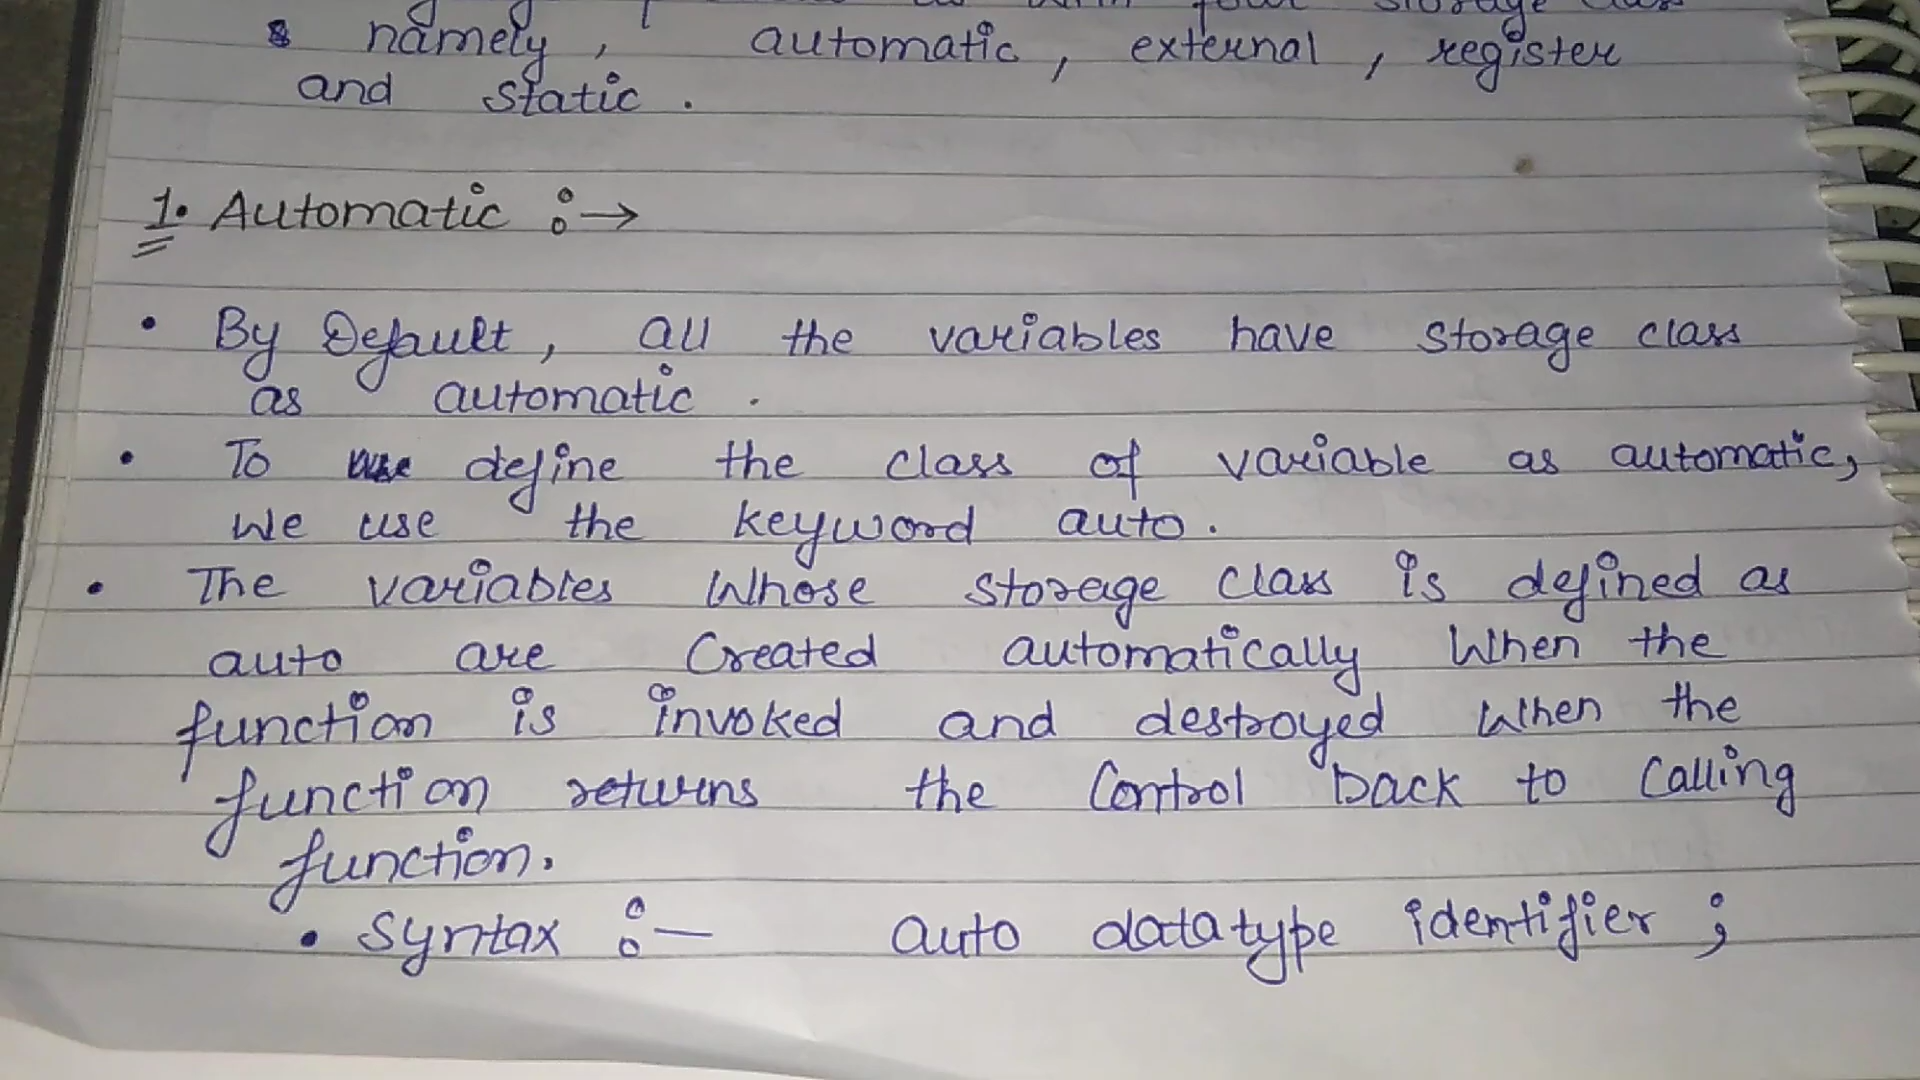 four storage class
namely, automatic, external, register
and static.
1. Automatic :→
• By Default, all the variables have storage class
as automatic.
• To define the class of variable as automatic,
we use the keyword auto.
• The variables whose storage class is defined as
auto are created automatically when the
function is invoked and destroyed when the
function returns the control back to calling
function.
• Syntax :- auto datatype identifier ;